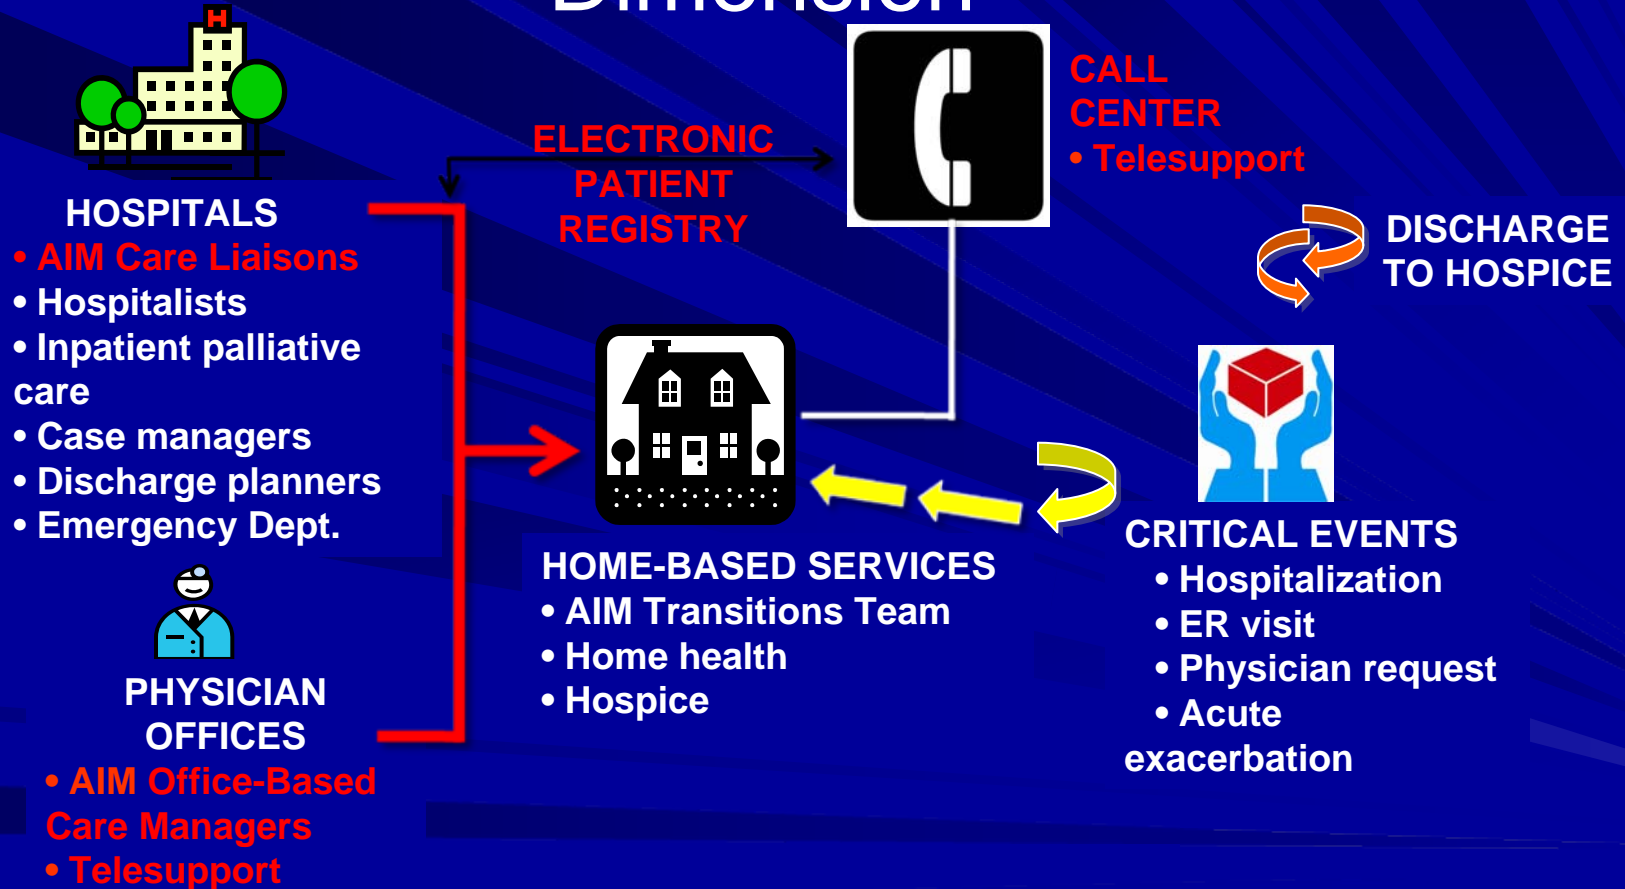 Dimension
H
HOSPITALS
• AIM Care Liaisons
• Hospitalists
• Inpatient palliative
care
• Case managers
• Discharge planners
• Emergency Dept.
PHYSICIAN
OFFICES
• AIM Office-Based
Care Managers
• Telesupport
ELECTRONIC
PATIENT
REGISTRY
CALL
CENTER
• Telesupport
HOME-BASED SERVICES
• AIM Transitions Team
• Home health
• Hospice
DISCHARGE
TO HOSPICE
CRITICAL EVENTS
• Hospitalization
• ER visit
• Physician request
• Acute
exacerbation